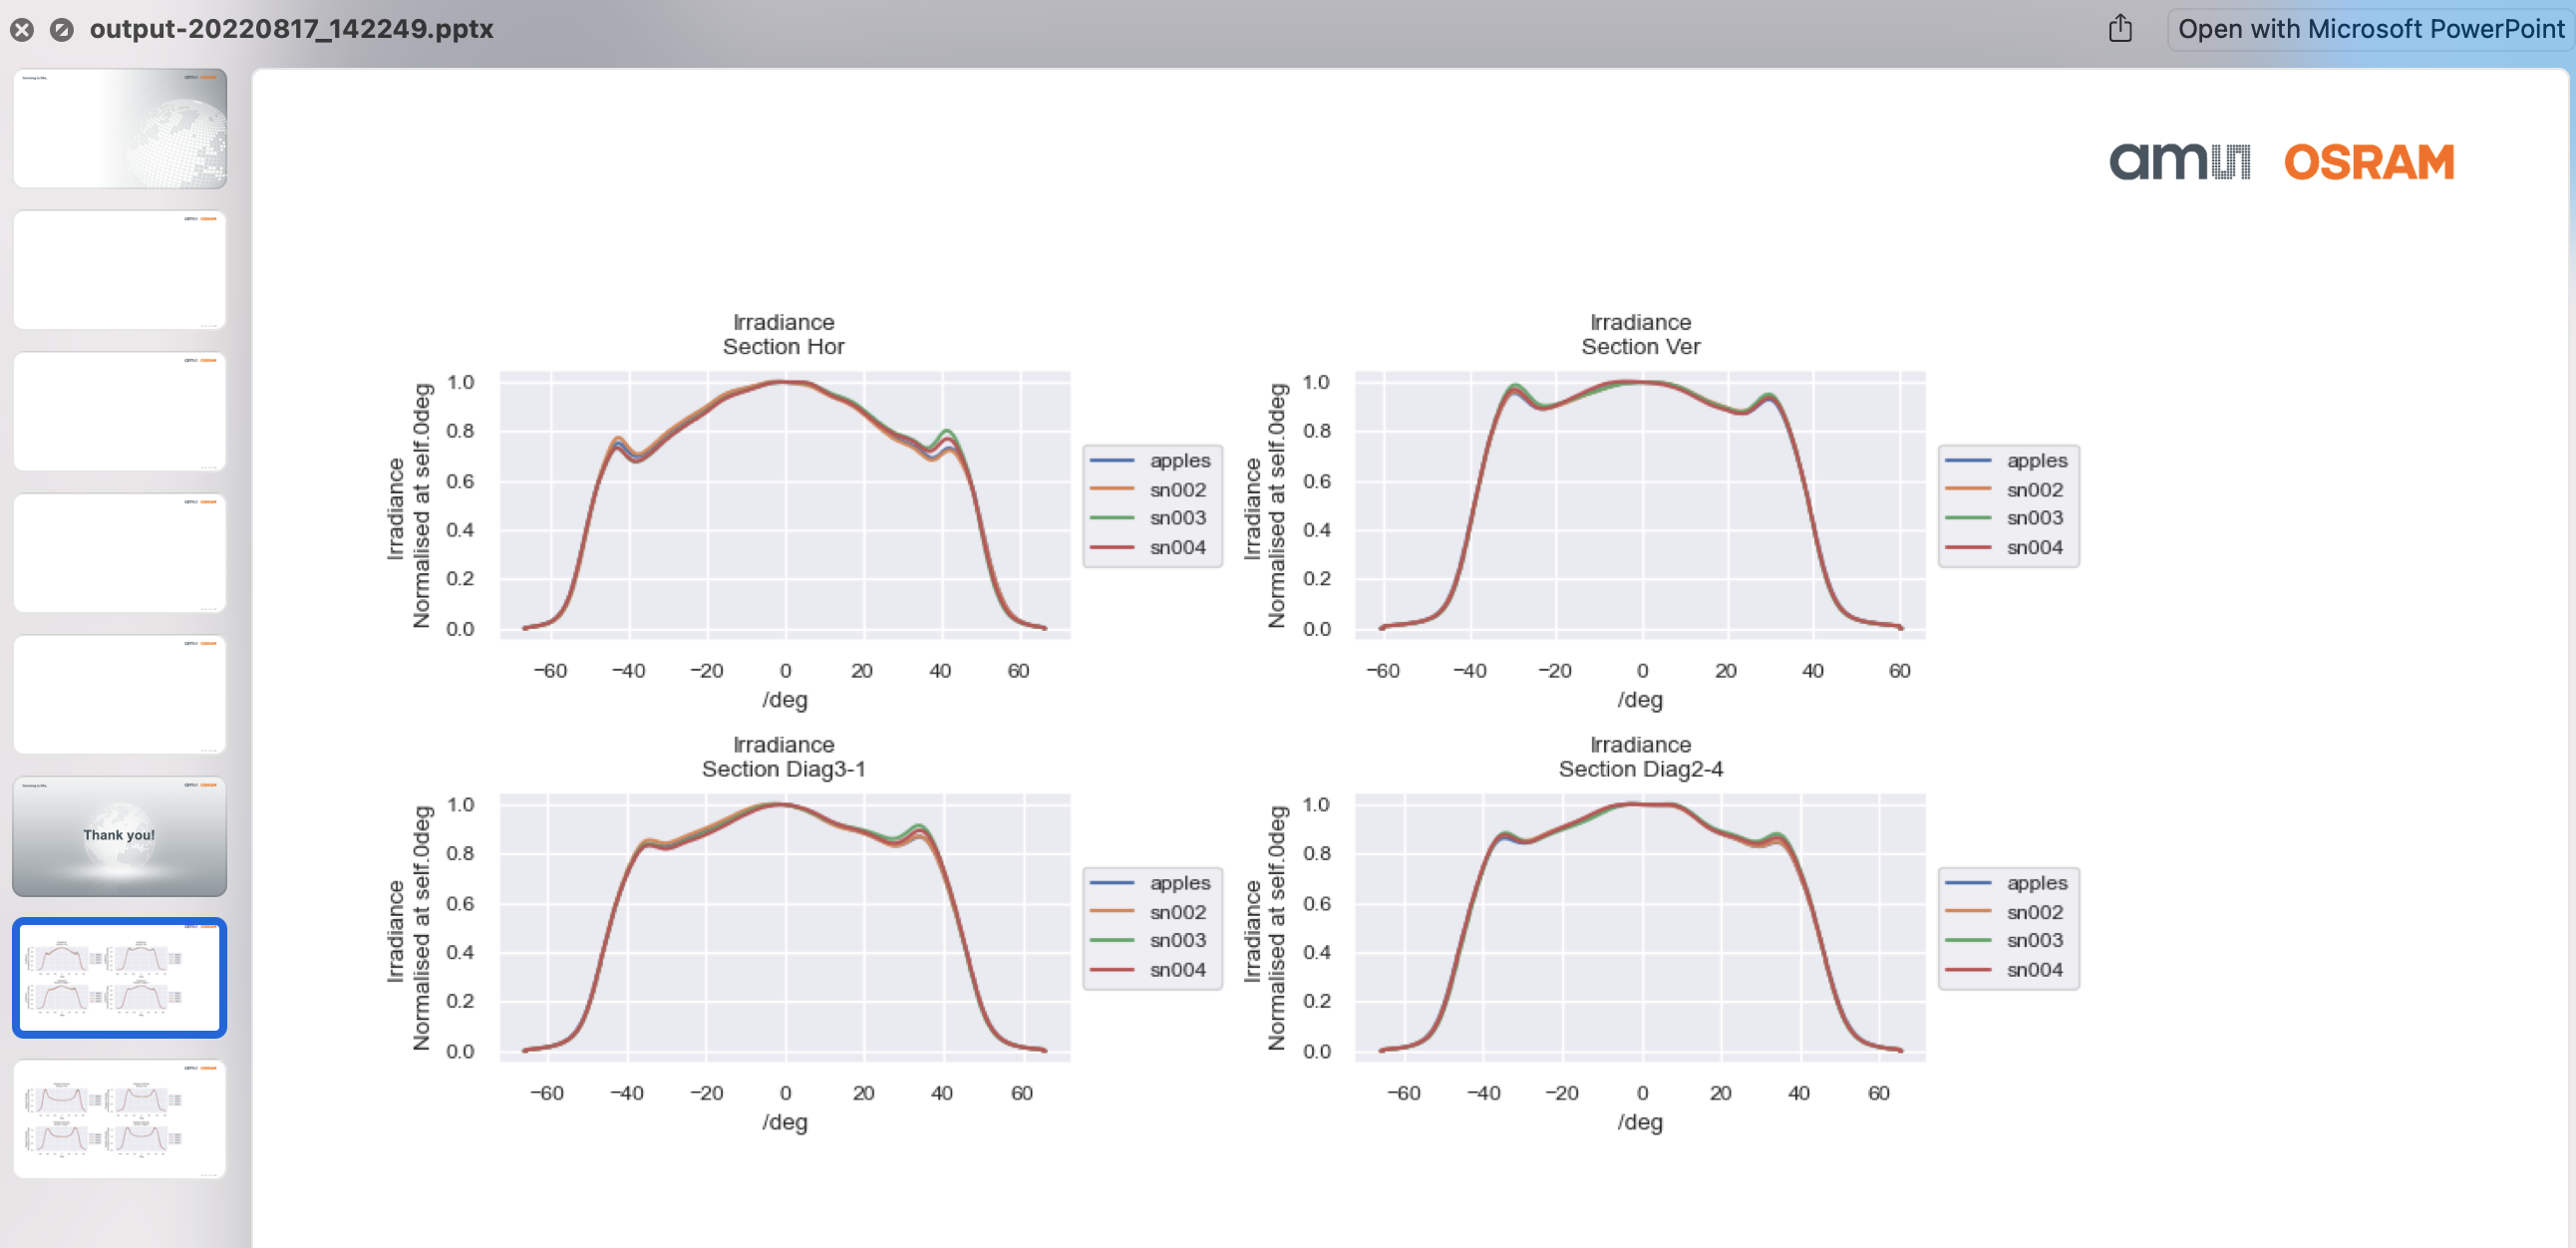 output-20220817_142249.pptx
Open with Microsoft PowerPoint
Thank you!
am OSRAM
Irradiance
Section Hor
Irradiance
Normalised at self.0deg
1.0
0.8
0.6
0.4
0.2
0.0
−60 −40 −20 0 20 40 60
/deg
apples
sn002
sn003
sn004
Irradiance
Section Ver
Irradiance
Normalised at self.0deg
1.0
0.8
0.6
0.4
0.2
0.0
−60 −40 −20 0 20 40 60
/deg
apples
sn002
sn003
sn004
Irradiance
Section Diag3-1
Irradiance
Normalised at self.0deg
1.0
0.8
0.6
0.4
0.2
0.0
−60 −40 −20 0 20 40 60
/deg
apples
sn002
sn003
sn004
Irradiance
Section Diag2-4
Irradiance
Normalised at self.0deg
1.0
0.8
0.6
0.4
0.2
0.0
−60 −40 −20 0 20 40 60
/deg
apples
sn002
sn003
sn004